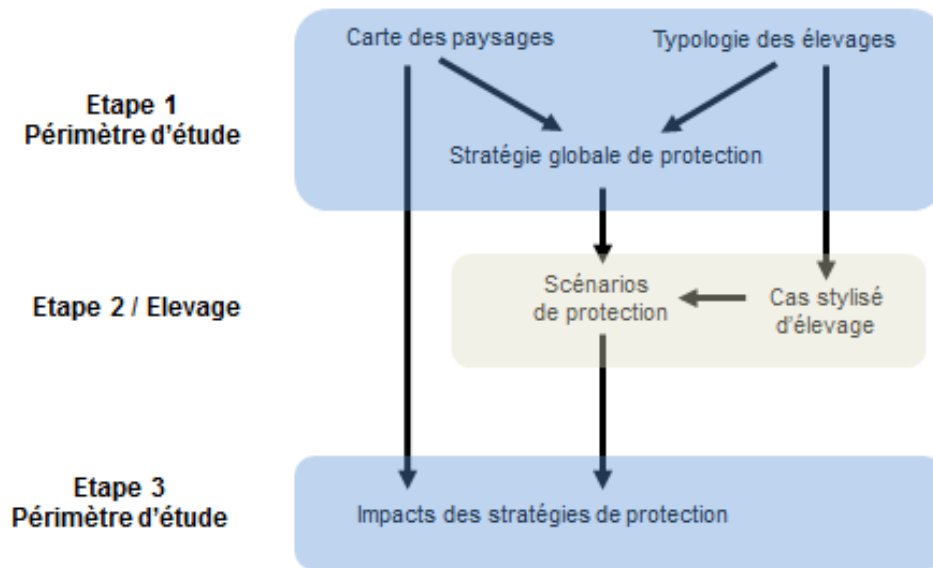 Carte des paysages
Typologie des élevages
Etape 1
Périmètre d'étude
Stratégie globale de protection
Etape 2 / Elevage
Scénarios
de protection
Cas stylisé
d'élevage
Etape 3
Périmètre d'étude
Impacts des stratégies de protection